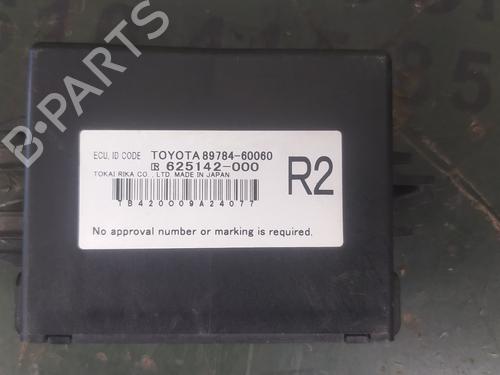 ECU, ID CODE TOYOTA 89784-60060
625142-000
TOKAI RIKA CO., LTD. MADE IN JAPAN
R2
TB420009A24077
No approval number or marking is required.
B-PARTS